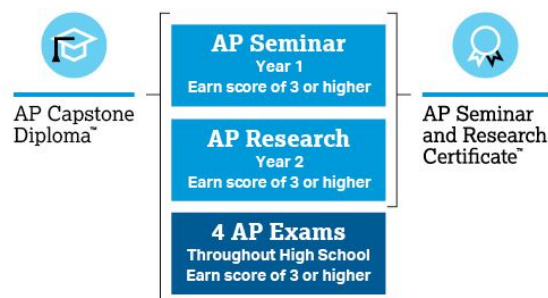 AP Capstone
Diploma™
AP Seminar
Year 1
Earn score of 3 or higher
AP Research
Year 2
Earn score of 3 or higher
4 AP Exams
Throughout High School
Earn score of 3 or higher
AP Seminar
and Research
Certificate™